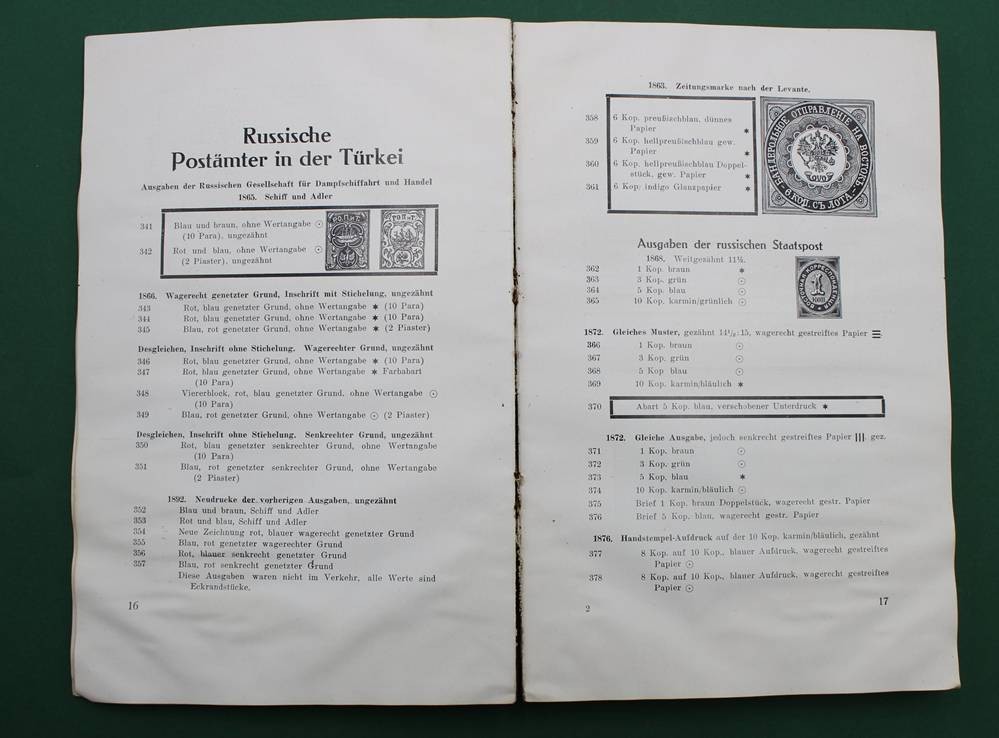 Russische
Postämter in der Türkei
Ausgaben der Russischen Gesellschaft für Dampfschiffahrt und Handel
1865. Schiff und Adler
341 Blau und braun, ohne Wertangabe ⊙
(10 Para), ungezähnt
342 Rot und blau, ohne Wertangabe ⊙
(2 Piaster), ungezähnt
РО.П.и.Т.
РО П и Т.
1866. Wagerecht genetzter Grund, Inschrift mit Stichelung, ungezähnt
343 Rot, blau genetzter Grund, ohne Wertangabe ∗ (10 Para)
344 Rot, blau genetzter Grund, ohne Wertangabe ∗ (10 Para)
345 Blau, rot genetzter Grund, ohne Wertangabe ∗ (2 Piaster)
Desgleichen, Inschrift ohne Stichelung. Wagerechter Grund, ungezähnt
346 Rot, blau genetzter Grund, ohne Wertangabe ∗ (10 Para)
347 Rot, blau genetzter Grund, ohne Wertangabe ∗ Farbabart
(10 Para)
348 Viererblock, rot, blau genetzter Grund, ohne Wertangabe ⊙
(10 Para)
349 Blau, rot genetzter Grund, ohne Wertangabe ⊙ (2 Piaster)
Desgleichen, Inschrift ohne Stichelung. Senkrechter Grund, ungezähnt
350 Rot, blau genetzter senkrechter Grund, ohne Wertangabe
(10 Para)
351 Blau, rot genetzter senkrechter Grund, ohne Wertangabe
(2 Piaster)
1892. Neudrucke der vorherigen Ausgaben, ungezähnt
352 Blau und braun, Schiff und Adler
353 Rot und blau, Schiff und Adler
354 Neue Zeichnung rot, blauer wagerecht genetzter Grund
355 Blau, rot genetzter wagerechter Grund
356 Rot, blauer senkrecht genetzter Grund
357 Blau, rot senkrecht genetzter Grund
Diese Ausgaben waren nicht im Verkehr, alle Werte sind
Eckrandstücke.
16
1863. Zeitungsmarke nach der Levante.
358 6 Kop. preußischblau, dünnes
Papier ∗
359 6 Kop. hellpreußischblau gew.
Papier ∗
360 6 Kop. hellpreußischblau Doppel-
stück, gew. Papier ∗
361 6 Kop. indigo Glanzpapier ∗
БАНДЕРОЛЬНОЕ ОТПРАВЛЕНІЕ НА ВОСТОКЪ
6 КОП. СЪ ЛОТА
Ausgaben der russischen Staatspost
1868. Weitgezähnt 11½.
362 1 Kop. braun ∗
363 3 Kop. grün ⊙
364 5 Kop. blau ⊙
365 10 Kop. karmin/grünlich ⊙
ВОСТОЧНАЯ КОРРЕСПОНДЕНЦІЯ
1
КОП
1872. Gleiches Muster, gezähnt 14½:15, wagerecht gestreiftes Papier ☰
366 1 Kop. braun ⊙
367 3 Kop. grün ⊙
368 5 Kop blau ⊙
369 10 Kop. karmin/bläulich ∗
370 Abart 5 Kop. blau, verschobener Unterdruck ∗
1872. Gleiche Ausgabe, jedoch senkrecht gestreiftes Papier |||. gez.
371 1 Kop. braun ⊙
372 3 Kop. grün ⊙
373 5 Kop. blau ∗
374 10 Kop. karmin/bläulich ⊙
375 Brief 1 Kop. braun Doppelstück, wagerecht gestr. Papier
376 Brief 5 Kop. blau, wagerecht gestr. Papier
1876. Handstempel-Aufdruck auf der 10 Kop. karmin/bläulich, gezähnt
377 8 Kop. auf 10 Kop., blauer Aufdruck, wagerecht gestreiftes
Papier ⊙
378 8 Kop. auf 10 Kop., blauer Aufdruck, wagerecht gestreiftes
Papier ⊙
2
17